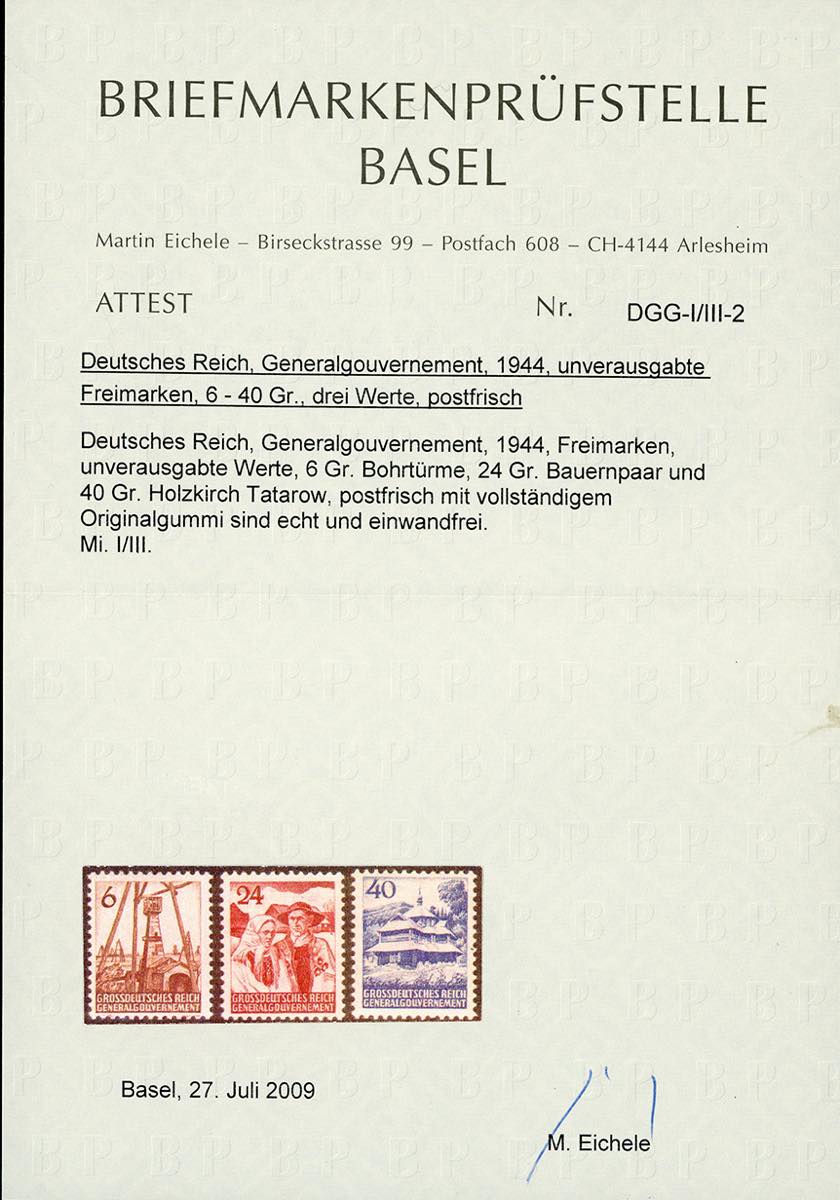 BRIEFMARKENPRÜFSTELLE
BASEL
Martin Eichele – Birseckstrasse 99 – Postfach 608 – CH-4144 Arlesheim
ATTEST Nr. DGG-I/III-2
Deutsches Reich, Generalgouvernement, 1944, unverausgabte
Freimarken, 6 - 40 Gr., drei Werte, postfrisch
Deutsches Reich, Generalgouvernement, 1944, Freimarken,
unverausgabte Werte, 6 Gr. Bohrtürme, 24 Gr. Bauernpaar und
40 Gr. Holzkirch Tatarow, postfrisch mit vollständigem
Originalgummi sind echt und einwandfrei.
Mi. I/III.
6
GROSSDEUTSCHES REICH
GENERALGOUVERNEMENT
24
GROSSDEUTSCHES REICH
GENERALGOUVERNEMENT
40
GROSSDEUTSCHES REICH
GENERALGOUVERNEMENT
Basel, 27. Juli 2009
M. Eichele